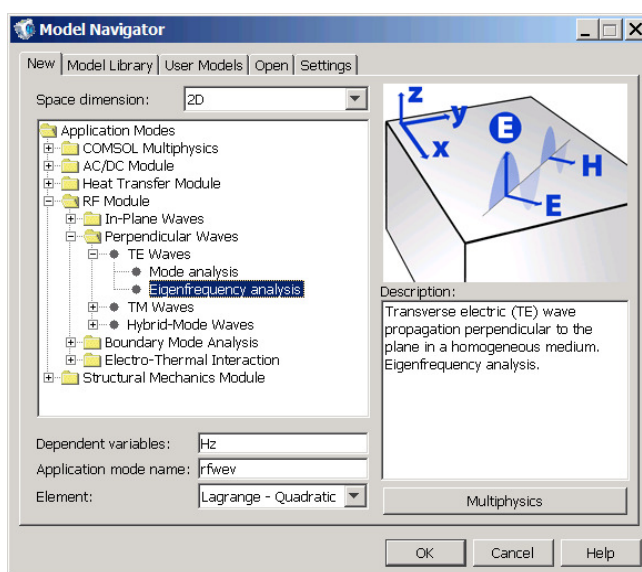 Model Navigator
New Model Library User Models Open Settings
Space dimension: 2D
Application Modes
COMSOL Multiphysics
AC/DC Module
Heat Transfer Module
RF Module
In-Plane Waves
Perpendicular Waves
TE Waves
Mode analysis
Eigenfrequency analysis
TM Waves
Hybrid-Mode Waves
Boundary Mode Analysis
Electro-Thermal Interaction
Structural Mechanics Module
Dependent variables: Hz
Application mode name: rfwev
Element: Lagrange - Quadratic
z
y
x
E
H
E
Description:
Transverse electric (TE) wave
propagation perpendicular to the
plane in a homogeneous medium.
Eigenfrequency analysis.
Multiphysics
OK Cancel Help